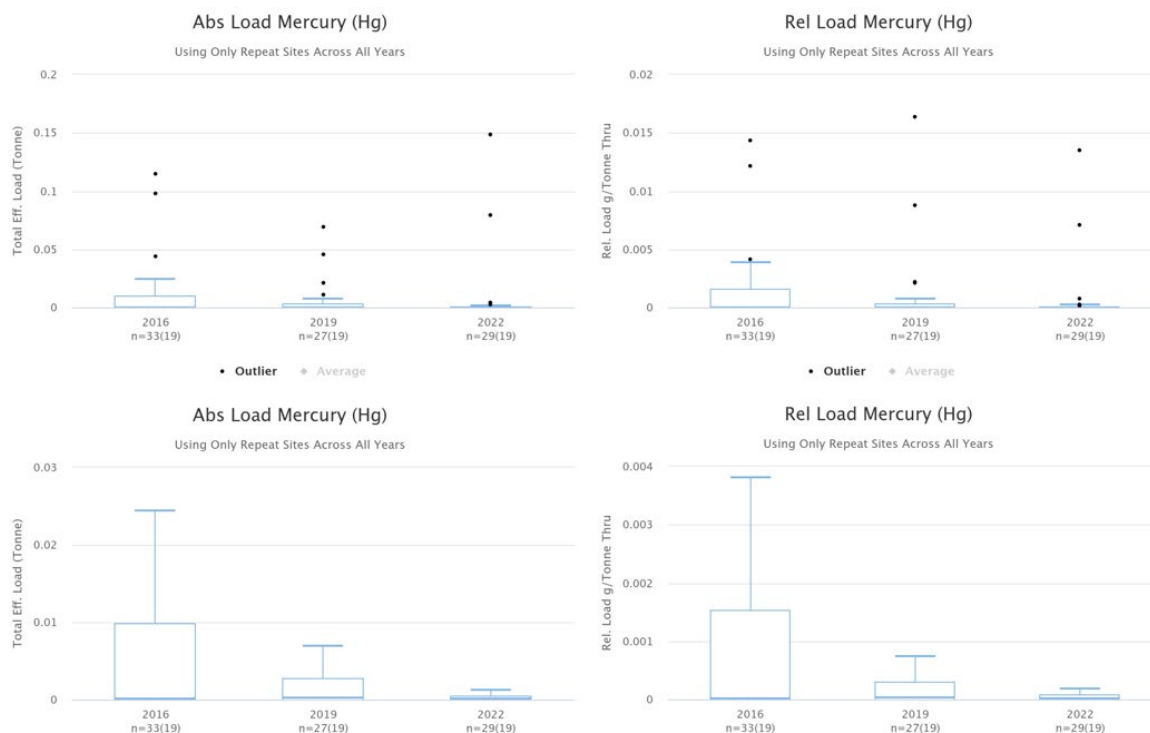 Abs Load Mercury (Hg)
Using Only Repeat Sites Across All Years
Total Eff. Load (Tonne)
0.2
0.15
0.1
0.05
0
2016
n=33(19)
2019
n=27(19)
2022
n=29(19)
Outlier Average
Rel Load Mercury (Hg)
Using Only Repeat Sites Across All Years
Rel. Load g/Tonne Thru
0.02
0.015
0.01
0.005
0
2016
n=33(19)
2019
n=27(19)
2022
n=29(19)
Outlier Average
Abs Load Mercury (Hg)
Using Only Repeat Sites Across All Years
Total Eff. Load (Tonne)
0.03
0.02
0.01
0
2016
n=33(19)
2019
n=27(19)
2022
n=29(19)
Rel Load Mercury (Hg)
Using Only Repeat Sites Across All Years
Rel. Load g/Tonne Thru
0.004
0.003
0.002
0.001
0
2016
n=33(19)
2019
n=27(19)
2022
n=29(19)